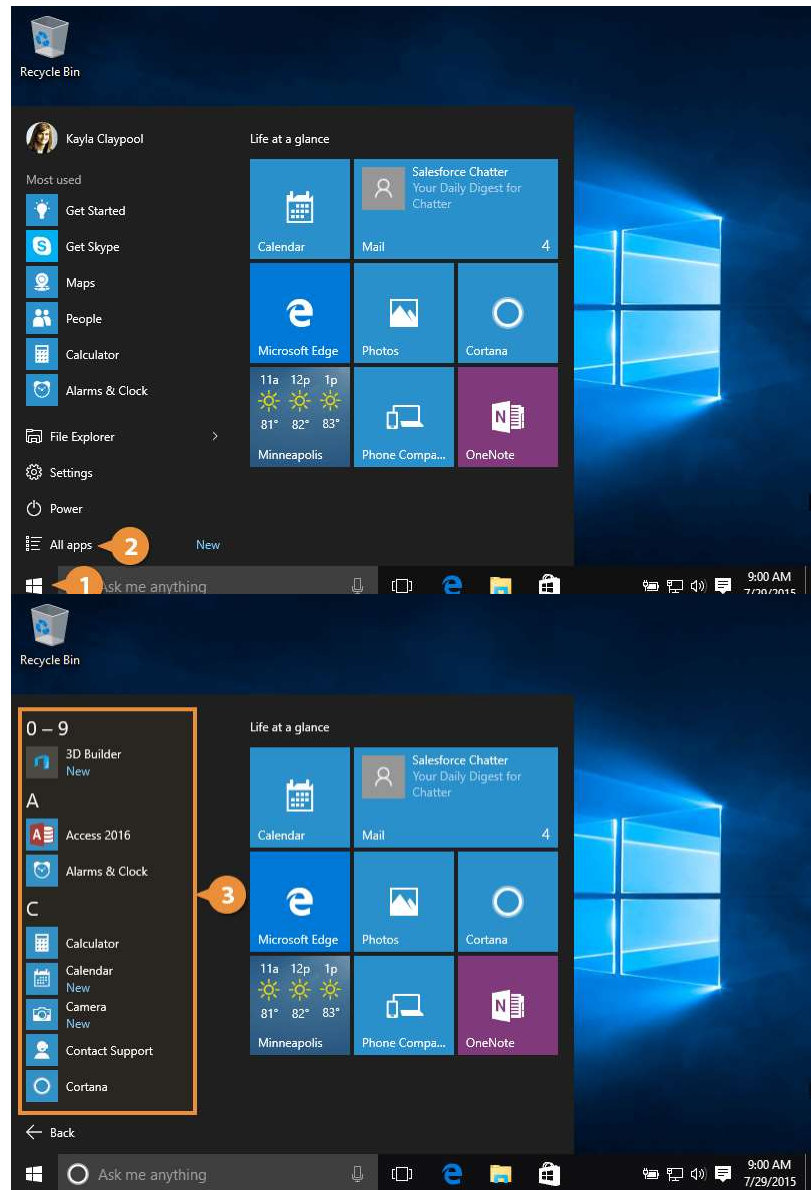 Recycle Bin
Kayla Claypool
Most used
Get Started
Get Skype
Maps
People
Calculator
Alarms & Clock
File Explorer
Settings
Power
All apps
2
New
Life at a glance
Calendar
Salesforce Chatter
Your Daily Digest for
Chatter
Mail
4
Microsoft Edge
Photos
Cortana
11a 12p 1p
81° 82° 83°
Minneapolis
Phone Compa...
N
OneNote
1
Ask me anything
9:00 AM
7/29/2015
Recycle Bin
0 – 9
3D Builder
New
A
Access 2016
Alarms & Clock
C
Calculator
Calendar
New
Camera
New
Contact Support
Cortana
Back
3
Life at a glance
Calendar
Salesforce Chatter
Your Daily Digest for
Chatter
Mail
4
Microsoft Edge
Photos
Cortana
11a 12p 1p
81° 82° 83°
Minneapolis
Phone Compa...
N
OneNote
Ask me anything
9:00 AM
7/29/2015